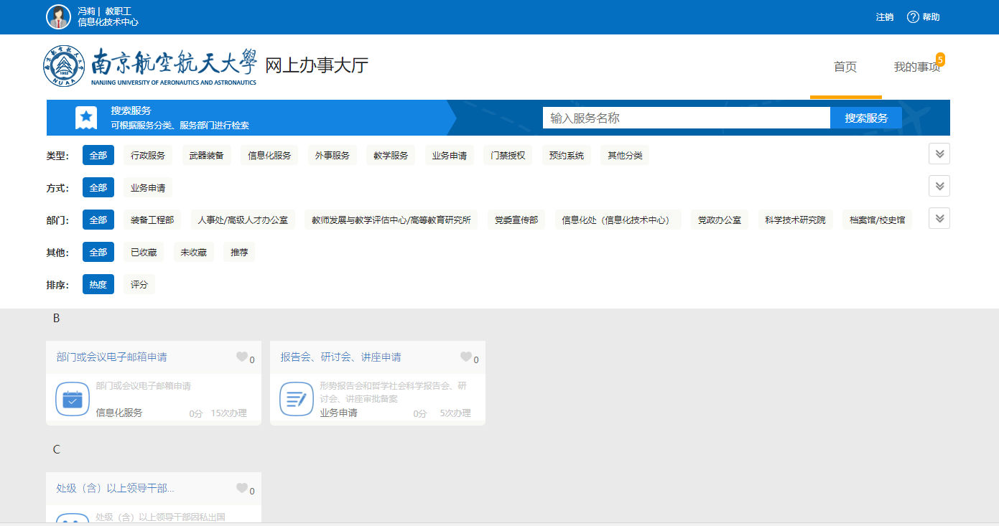 冯莉 | 教职工
信息化技术中心
注销
帮助
南京航空航天大學
NANJING UNIVERSITY OF AERONAUTICS AND ASTRONAUTICS
1952
NUAA
网上办事大厅
首页
我的事项
5
搜索服务
可根据服务分类、服务部门进行检索
输入服务名称
搜索服务
类型： 全部 行政服务 武器装备 信息化服务 外事服务 教学服务 业务申请 门禁授权 预约系统 其他分类
方式： 全部 业务申请
部门： 全部 装备工程部 人事处/高级人才办公室 教师发展与教学评估中心/高等教育研究所 党委宣传部 信息化处（信息化技术中心） 党政办公室 科学技术研究院 档案馆/校史馆
其他： 全部 已收藏 未收藏 推荐
排序： 热度 评分
B
部门或会议电子邮箱申请 0
部门或会议电子邮箱申请
信息化服务 0分 15次办理
报告会、研讨会、讲座申请 0
形势报告会和哲学社会科学报告会、研
讨会、讲座审批备案
业务申请 0分 5次办理
C
处级（含）以上领导干部... 0
处级（含）以上领导干部因私出国